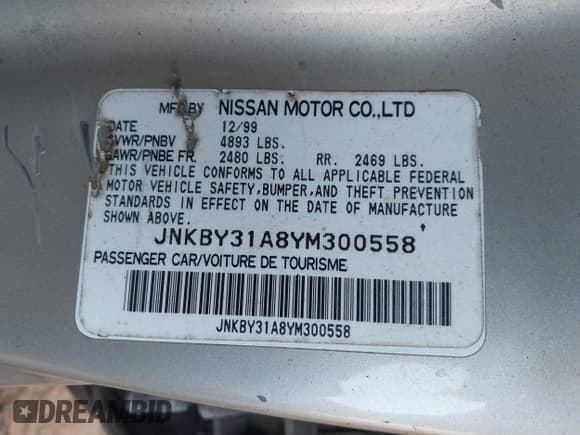 MFG BY NISSAN MOTOR CO.,LTD
DATE 12/99
GVWR/PNBV 4893 LBS.
GAWR/PNBE FR. 2480 LBS. RR. 2469 LBS.
THIS VEHICLE CONFORMS TO ALL APPLICABLE FEDERAL
MOTOR VEHICLE SAFETY,BUMPER,AND THEFT PREVENTION
STANDARDS IN EFFECT ON THE DATE OF MANUFACTURE
SHOWN ABOVE.
JNKBY31A8YM300558
PASSENGER CAR/VOITURE DE TOURISME
JNKBY31A8YM300558
DREAMBID